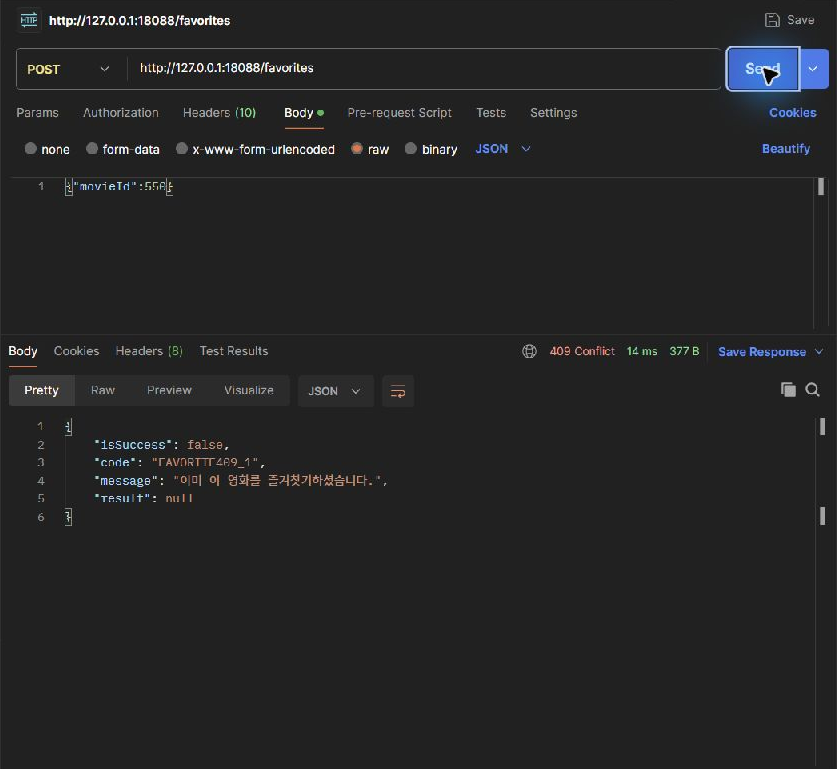 HTTP http://127.0.0.1:18088/favorites Save
POST http://127.0.0.1:18088/favorites Send
Params Authorization Headers (10) Body Pre-request Script Tests Settings Cookies
none form-data x-www-form-urlencoded raw binary JSON Beautify
1 {"movieId":550}
Body Cookies Headers (8) Test Results 409 Conflict 14 ms 377 B Save Response
Pretty Raw Preview Visualize JSON
1 {
2 "isSuccess": false,
3 "code": "FAVORITE409_1",
4 "message": "이미 이 영화를 즐겨찾기하셨습니다.",
5 "result": null
6 }